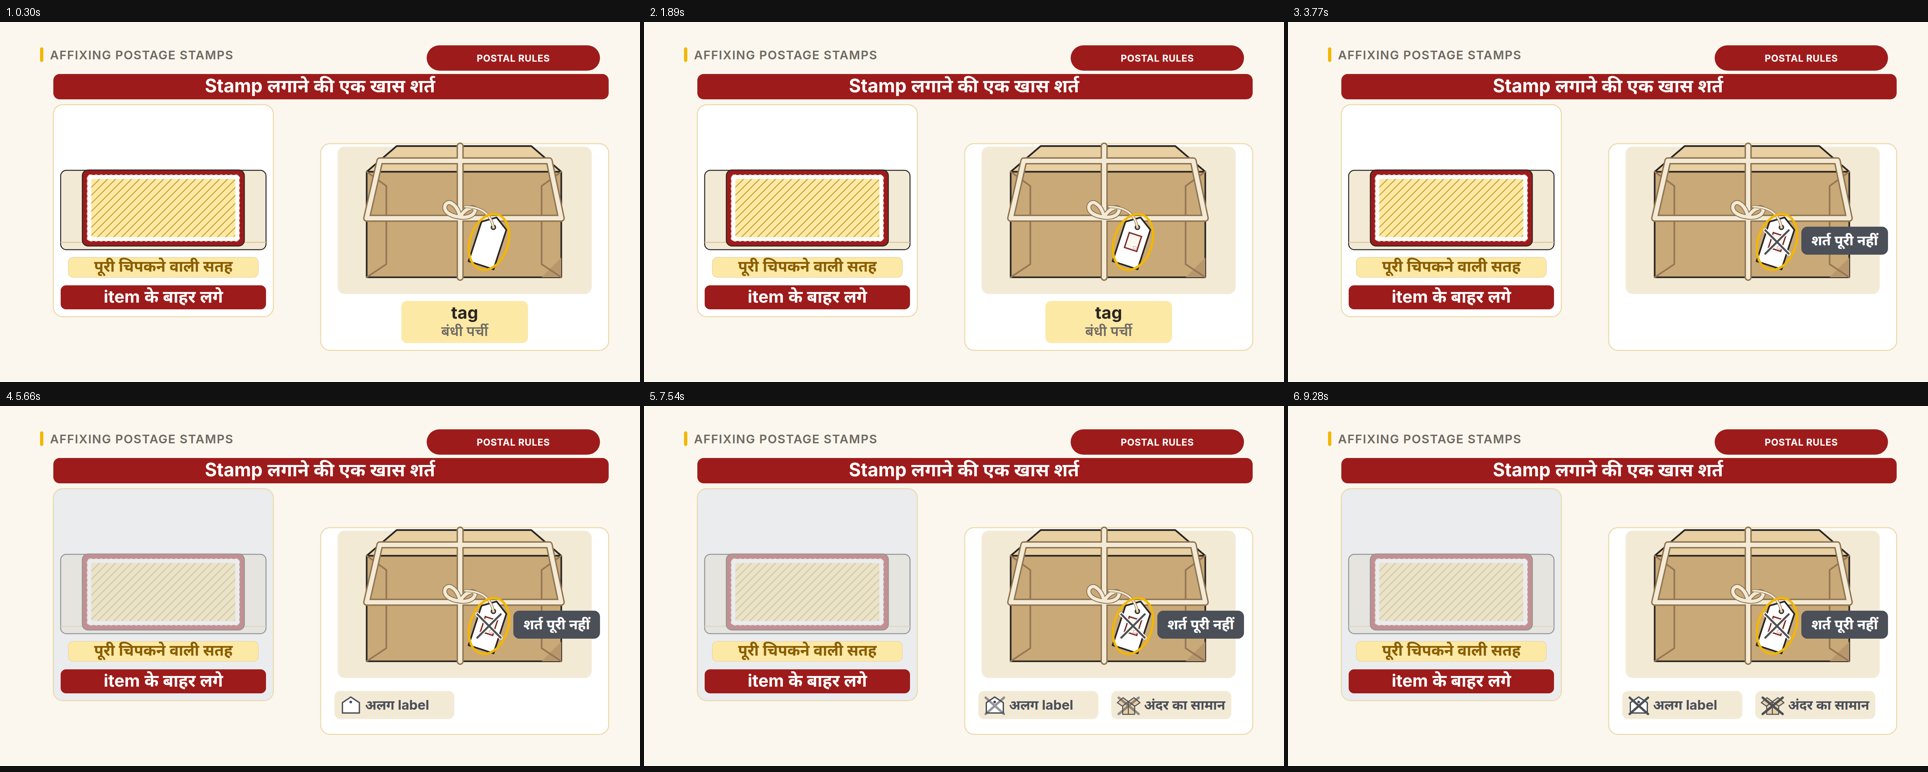 1. 0.30s
AFFIXING POSTAGE STAMPS
POSTAL RULES
Stamp लगाने की एक खास शर्त
पूरी चिपकने वाली सतह
item के बाहर लगे
tag
बंधी पर्ची
2. 1.89s
AFFIXING POSTAGE STAMPS
POSTAL RULES
Stamp लगाने की एक खास शर्त
पूरी चिपकने वाली सतह
item के बाहर लगे
tag
बंधी पर्ची
3. 3.77s
AFFIXING POSTAGE STAMPS
POSTAL RULES
Stamp लगाने की एक खास शर्त
शर्त पूरी नहीं
पूरी चिपकने वाली सतह
item के बाहर लगे
4. 5.66s
AFFIXING POSTAGE STAMPS
POSTAL RULES
Stamp लगाने की एक खास शर्त
शर्त पूरी नहीं
पूरी चिपकने वाली सतह
item के बाहर लगे
अलग label
5. 7.54s
AFFIXING POSTAGE STAMPS
POSTAL RULES
Stamp लगाने की एक खास शर्त
शर्त पूरी नहीं
पूरी चिपकने वाली सतह
item के बाहर लगे
अलग label
अंदर का सामान
6. 9.28s
AFFIXING POSTAGE STAMPS
POSTAL RULES
Stamp लगाने की एक खास शर्त
शर्त पूरी नहीं
पूरी चिपकने वाली सतह
item के बाहर लगे
अलग label
अंदर का सामान